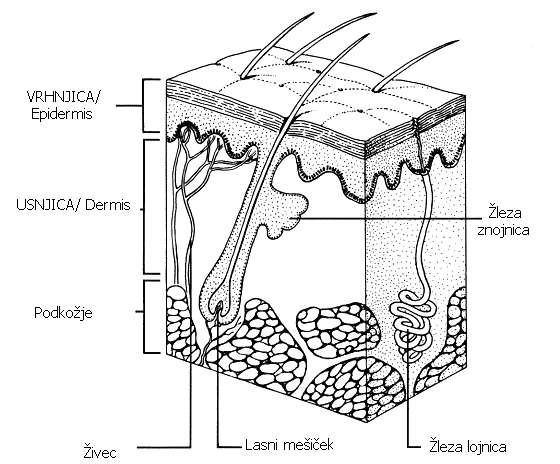 VRHNJICA/
Epidermis
USNJICA/ Dermis
Žleza
znojnica
Podkožje
Živec
Lasni mešiček
Žleza lojnica